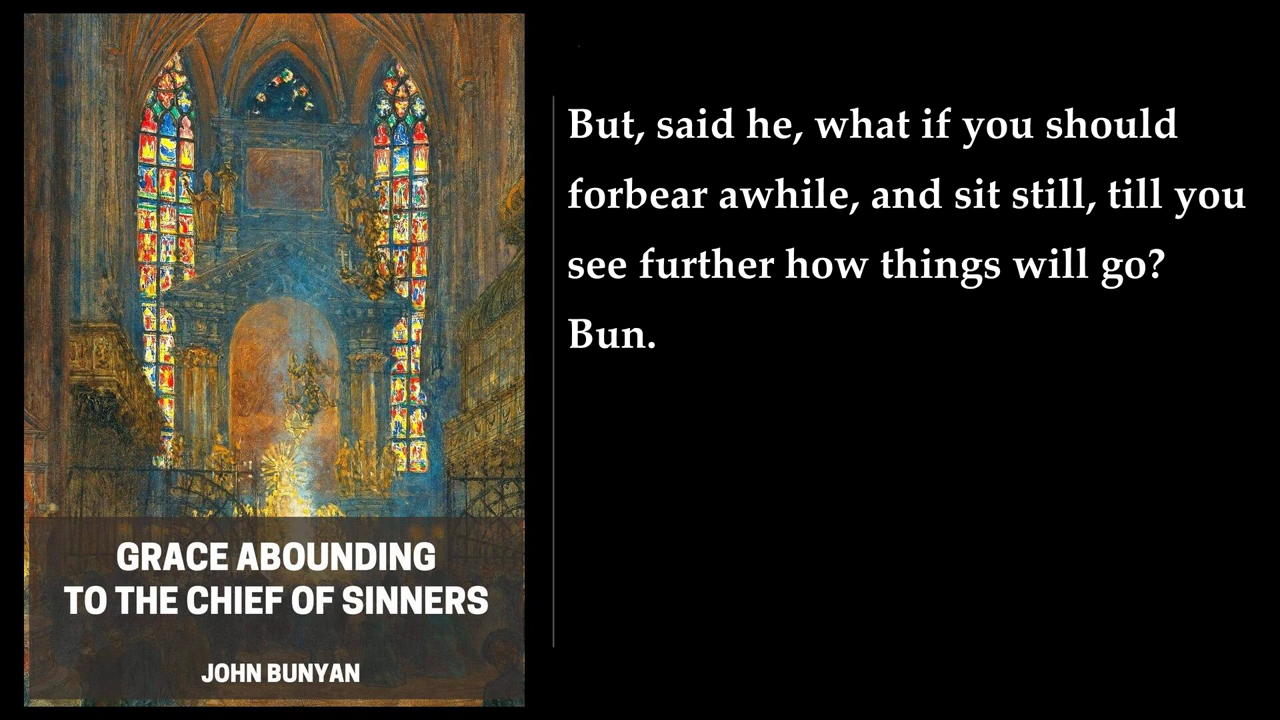 But, said he, what if you should
forbear awhile, and sit still, till you
see further how things will go?
Bun.
GRACE ABOUNDING
TO THE CHIEF OF SINNERS
JOHN BUNYAN